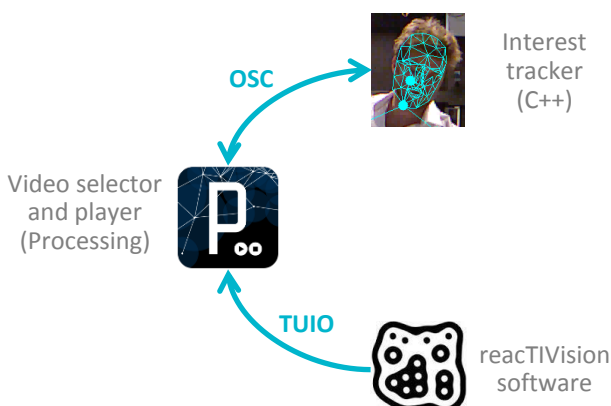 Interest
tracker
(C++)
OSC
Video selector
and player
(Processing)
P
TUIO
reacTIVision
software